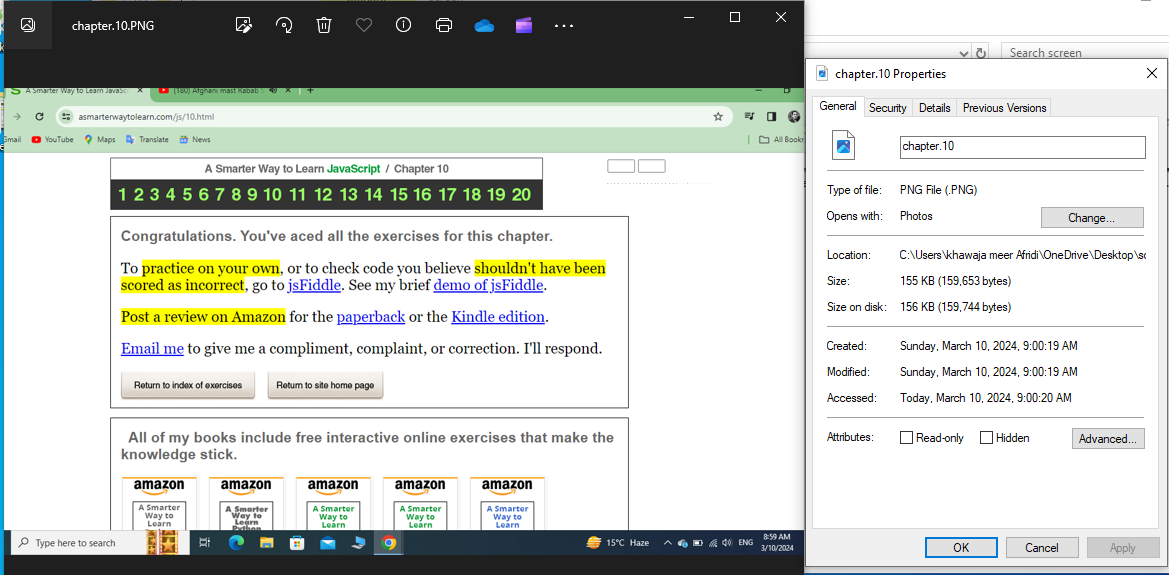 chapter.10.PNG
A Smarter Way to Learn JavaSc
(180) Afghani mast Rabab S
asmarterwaytolearn.com/js/10.html
Gmail YouTube Maps Translate News All Bookr
A Smarter Way to Learn JavaScript / Chapter 10
1 2 3 4 5 6 7 8 9 10 11 12 13 14 15 16 17 18 19 20
Congratulations. You've aced all the exercises for this chapter.
To practice on your own, or to check code you believe shouldn't have been
scored as incorrect, go to jsFiddle. See my brief demo of jsFiddle.
Post a review on Amazon for the paperback or the Kindle edition.
Email me to give me a compliment, complaint, or correction. I'll respond.
Return to index of exercises Return to site home page
All of my books include free interactive online exercises that make the
knowledge stick.
amazon amazon amazon amazon amazon
A Smarter A Smarter A Smarter A Smarter A Smarter
Way to Way to Way to Way to Way to
Learn Learn Learn Learn Learn
Python
Type here to search
15°C Haze
ENG
8:59 AM
3/10/2024
Search screen
chapter.10 Properties
General Security Details Previous Versions
chapter.10
Type of file: PNG File (.PNG)
Opens with: Photos Change...
Location: C:\Users\khawaja meer Afridi\OneDrive\Desktop\sc
Size: 155 KB (159,653 bytes)
Size on disk: 156 KB (159,744 bytes)
Created: Sunday, March 10, 2024, 9:00:19 AM
Modified: Sunday, March 10, 2024, 9:00:19 AM
Accessed: Today, March 10, 2024, 9:00:20 AM
Attributes: Read-only Hidden Advanced...
OK Cancel Apply